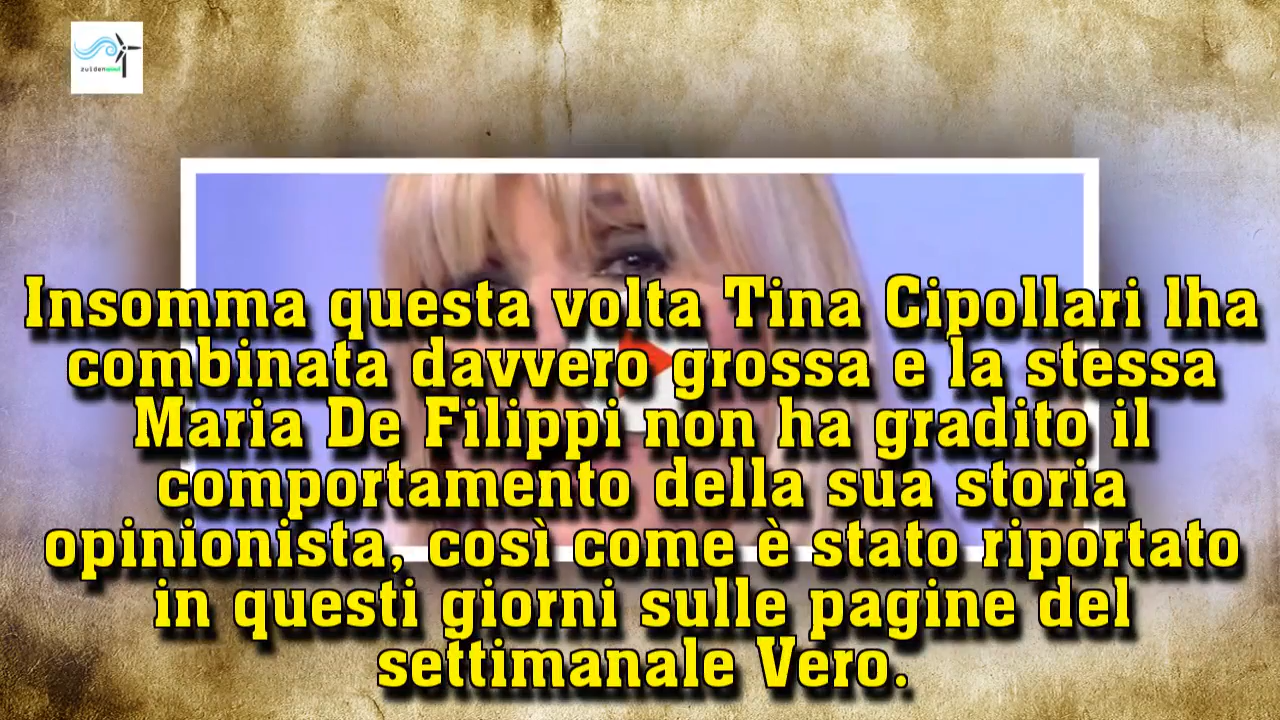 zuidenwind
Insomma questa volta Tina Cipollari lha
combinata davvero grossa e la stessa
Maria De Filippi non ha gradito il
comportamento della sua storia
opinionista, così come è stato riportato
in questi giorni sulle pagine del
settimanale Vero.